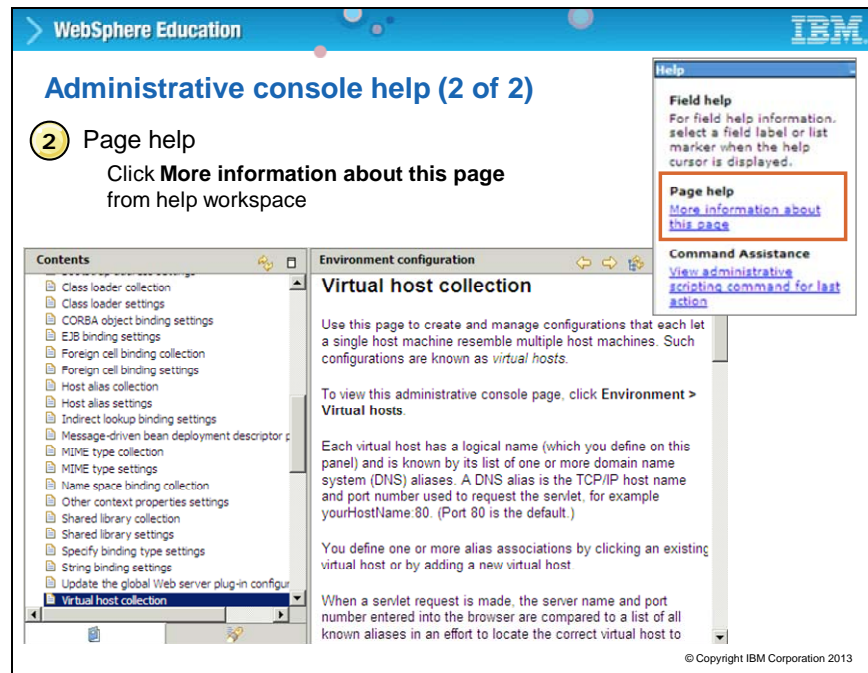 WebSphere Education
IBM
Administrative console help (2 of 2)
2 Page help
Click More information about this page
from help workspace
Help
Field help
For field help information,
select a field label or list
marker when the help
cursor is displayed.
Page help
More information about
this page
Command Assistance
View administrative
scripting command for last
action
Contents
Class loader collection
Class loader settings
CORBA object binding settings
EJB binding settings
Foreign cell binding collection
Foreign cell binding settings
Host alias collection
Host alias settings
Indirect lookup binding settings
Message-driven bean deployment descriptor p
MIME type collection
MIME type settings
Name space binding collection
Other context properties settings
Shared library collection
Shared library settings
Specify binding type settings
String binding settings
Update the global Web server plug-in configur
Virtual host collection
Environment configuration
Virtual host collection
Use this page to create and manage configurations that each let
a single host machine resemble multiple host machines. Such
configurations are known as virtual hosts.
To view this administrative console page, click Environment >
Virtual hosts.
Each virtual host has a logical name (which you define on this
panel) and is known by its list of one or more domain name
system (DNS) aliases. A DNS alias is the TCP/IP host name
and port number used to request the servlet, for example
yourHostName:80. (Port 80 is the default.)
You define one or more alias associations by clicking an existing
virtual host or by adding a new virtual host
When a servlet request is made, the server name and port
number entered into the browser are compared to a list of all
known aliases in an effort to locate the correct virtual host to
© Copyright IBM Corporation 2013